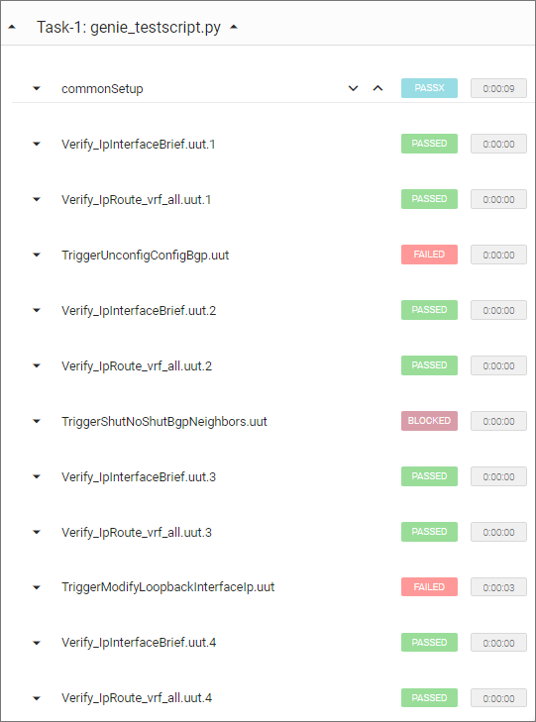 Task-1: genie_testscript.py
commonSetup PASSX 0:00:09
Verify_IpInterfaceBrief.uut.1 PASSED 0:00:00
Verify_IpRoute_vrf_all.uut.1 PASSED 0:00:00
TriggerUnconfigConfigBgp.uut FAILED 0:00:00
Verify_IpInterfaceBrief.uut.2 PASSED 0:00:00
Verify_IpRoute_vrf_all.uut.2 PASSED 0:00:00
TriggerShutNoShutBgpNeighbors.uut BLOCKED 0:00:00
Verify_IpInterfaceBrief.uut.3 PASSED 0:00:00
Verify_IpRoute_vrf_all.uut.3 PASSED 0:00:00
TriggerModifyLoopbackInterfaceIp.uut FAILED 0:00:03
Verify_IpInterfaceBrief.uut.4 PASSED 0:00:00
Verify_IpRoute_vrf_all.uut.4 PASSED 0:00:00